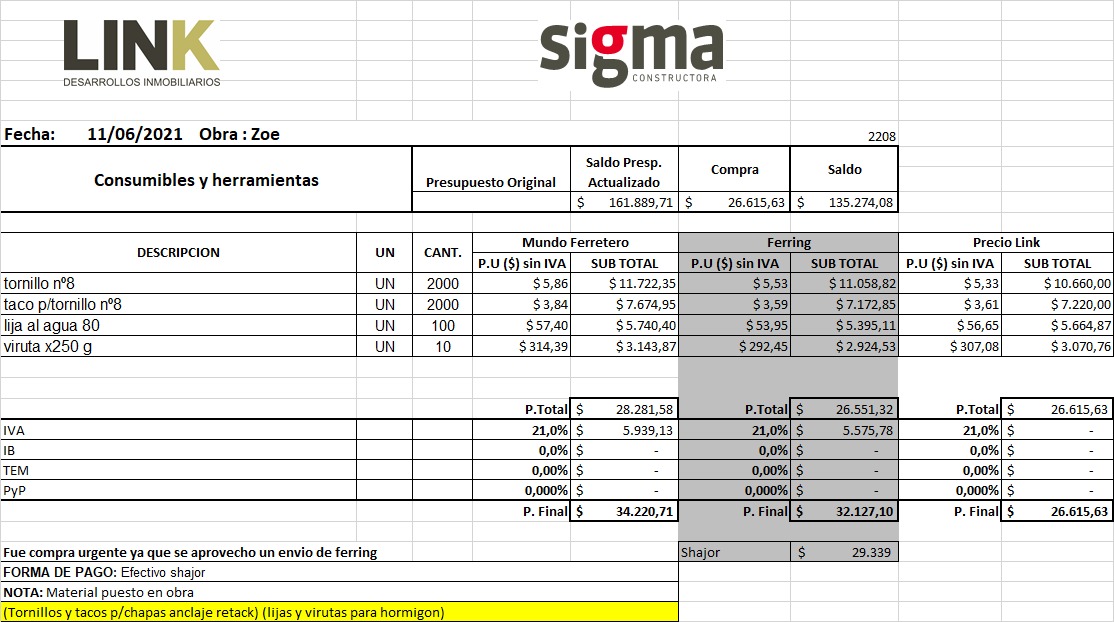 LINK
DESARROLLOS INMOBILIARIOS
sigma
CONSTRUCTORA
Fecha: 11/06/2021 Obra : Zoe 2208
Consumibles y herramientas Presupuesto Original Saldo Presp. Actualizado Compra Saldo
$ 161.889,71 $ 26.615,63 $ 135.274,08
DESCRIPCION UN CANT. Mundo Ferretero Ferring Precio Link
P.U ($) sin IVA SUB TOTAL P.U ($) sin IVA SUB TOTAL P.U ($) sin IVA SUB TOTAL
tornillo nº8 UN 2000 $ 5,86 $ 11.722,35 $ 5,53 $ 11.058,82 $ 5,33 $ 10.660,00
taco p/tornillo nº8 UN 2000 $ 3,84 $ 7.674,95 $ 3,59 $ 7.172,85 $ 3,61 $ 7.220,00
lija al agua 80 UN 100 $ 57,40 $ 5.740,40 $ 53,95 $ 5.395,11 $ 56,65 $ 5.664,87
viruta x250 g UN 10 $ 314,39 $ 3.143,87 $ 292,45 $ 2.924,53 $ 307,08 $ 3.070,76
P.Total $ 28.281,58 P.Total $ 26.551,32 P.Total $ 26.615,63
IVA 21,0% $ 5.939,13 21,0% $ 5.575,78 21,0% $ -
IB 0,0% $ - 0,0% $ - 0,0% $ -
TEM 0,00% $ - 0,00% $ - 0,00% $ -
PyP 0,000% $ - 0,000% $ - 0,000% $ -
P. Final $ 34.220,71 P. Final $ 32.127,10 P. Final $ 26.615,63
Fue compra urgente ya que se aprovecho un envio de ferring Shajor $ 29.339
FORMA DE PAGO: Efectivo shajor
NOTA: Material puesto en obra
(Tornillos y tacos p/chapas anclaje retack) (lijas y virutas para hormigon)